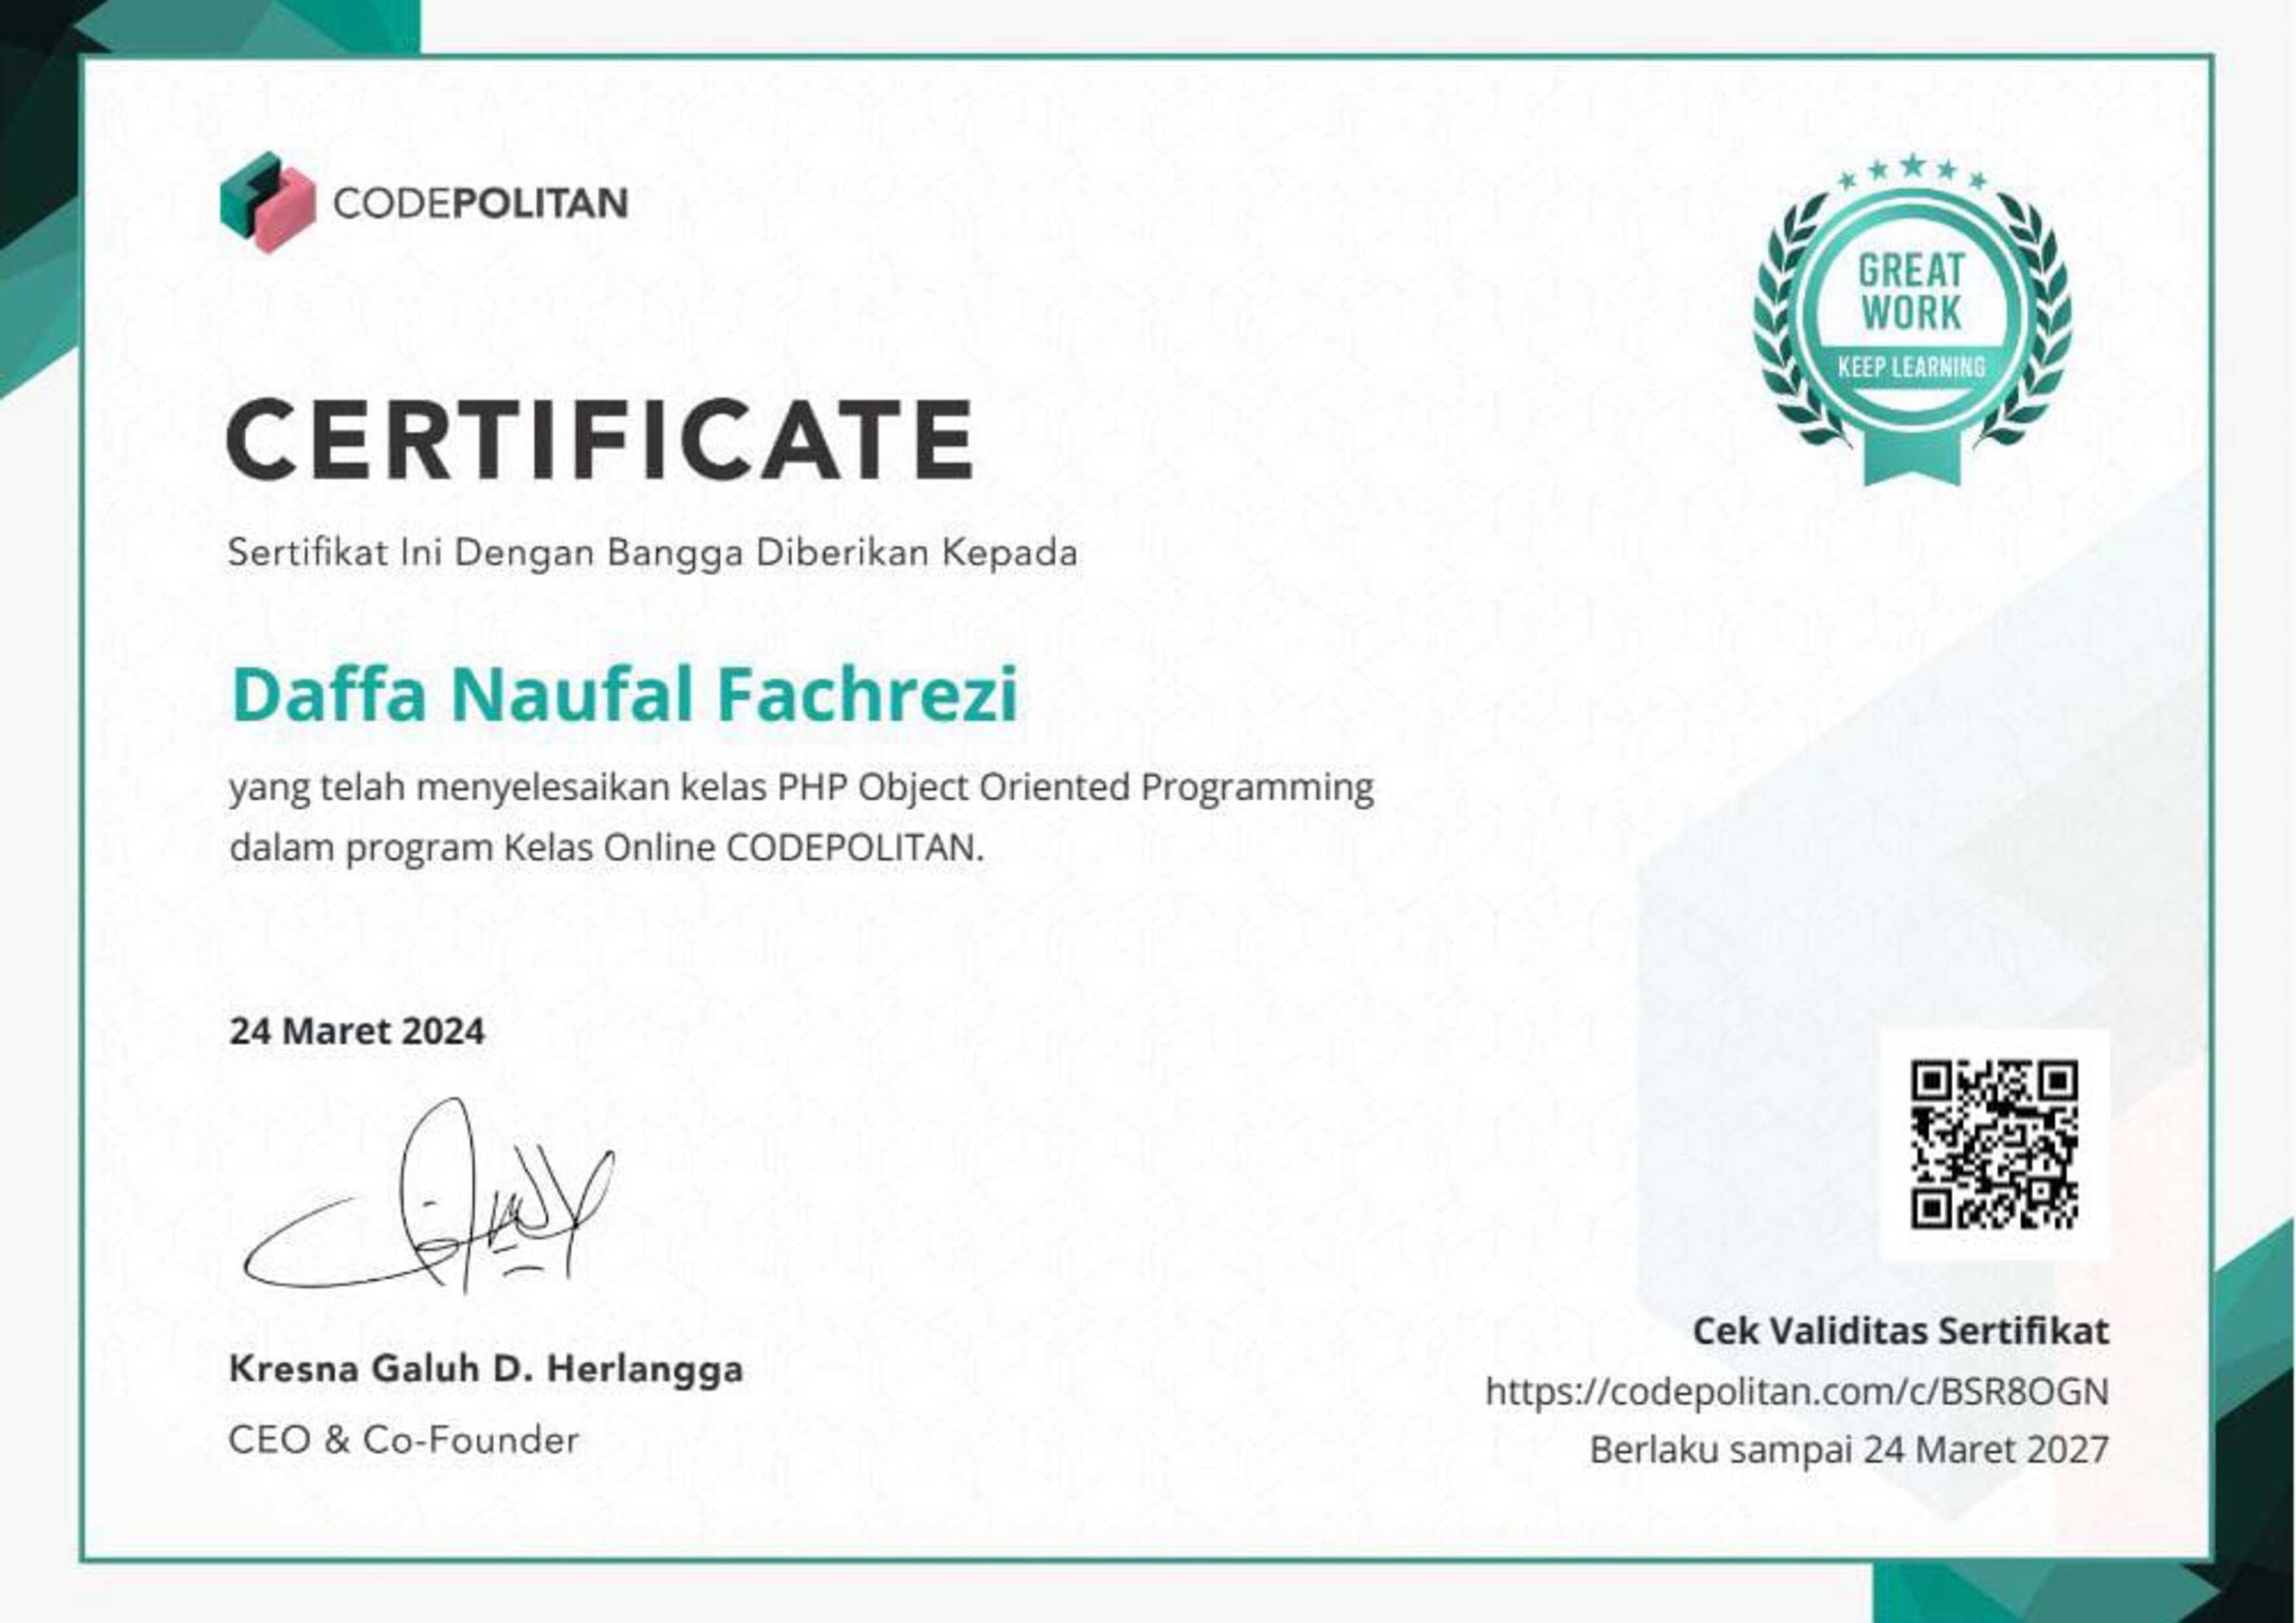 CODEPOLITAN
GREAT
WORK
KEEP LEARNING
CERTIFICATE
Sertifikat Ini Dengan Bangga Diberikan Kepada
Daffa Naufal Fachrezi
yang telah menyelesaikan kelas PHP Object Oriented Programming
dalam program Kelas Online CODEPOLITAN.
24 Maret 2024
Kresna Galuh D. Herlangga
CEO & Co-Founder
Cek Validitas Sertifikat
https://codepolitan.com/c/BSR8OGN
Berlaku sampai 24 Maret 2027